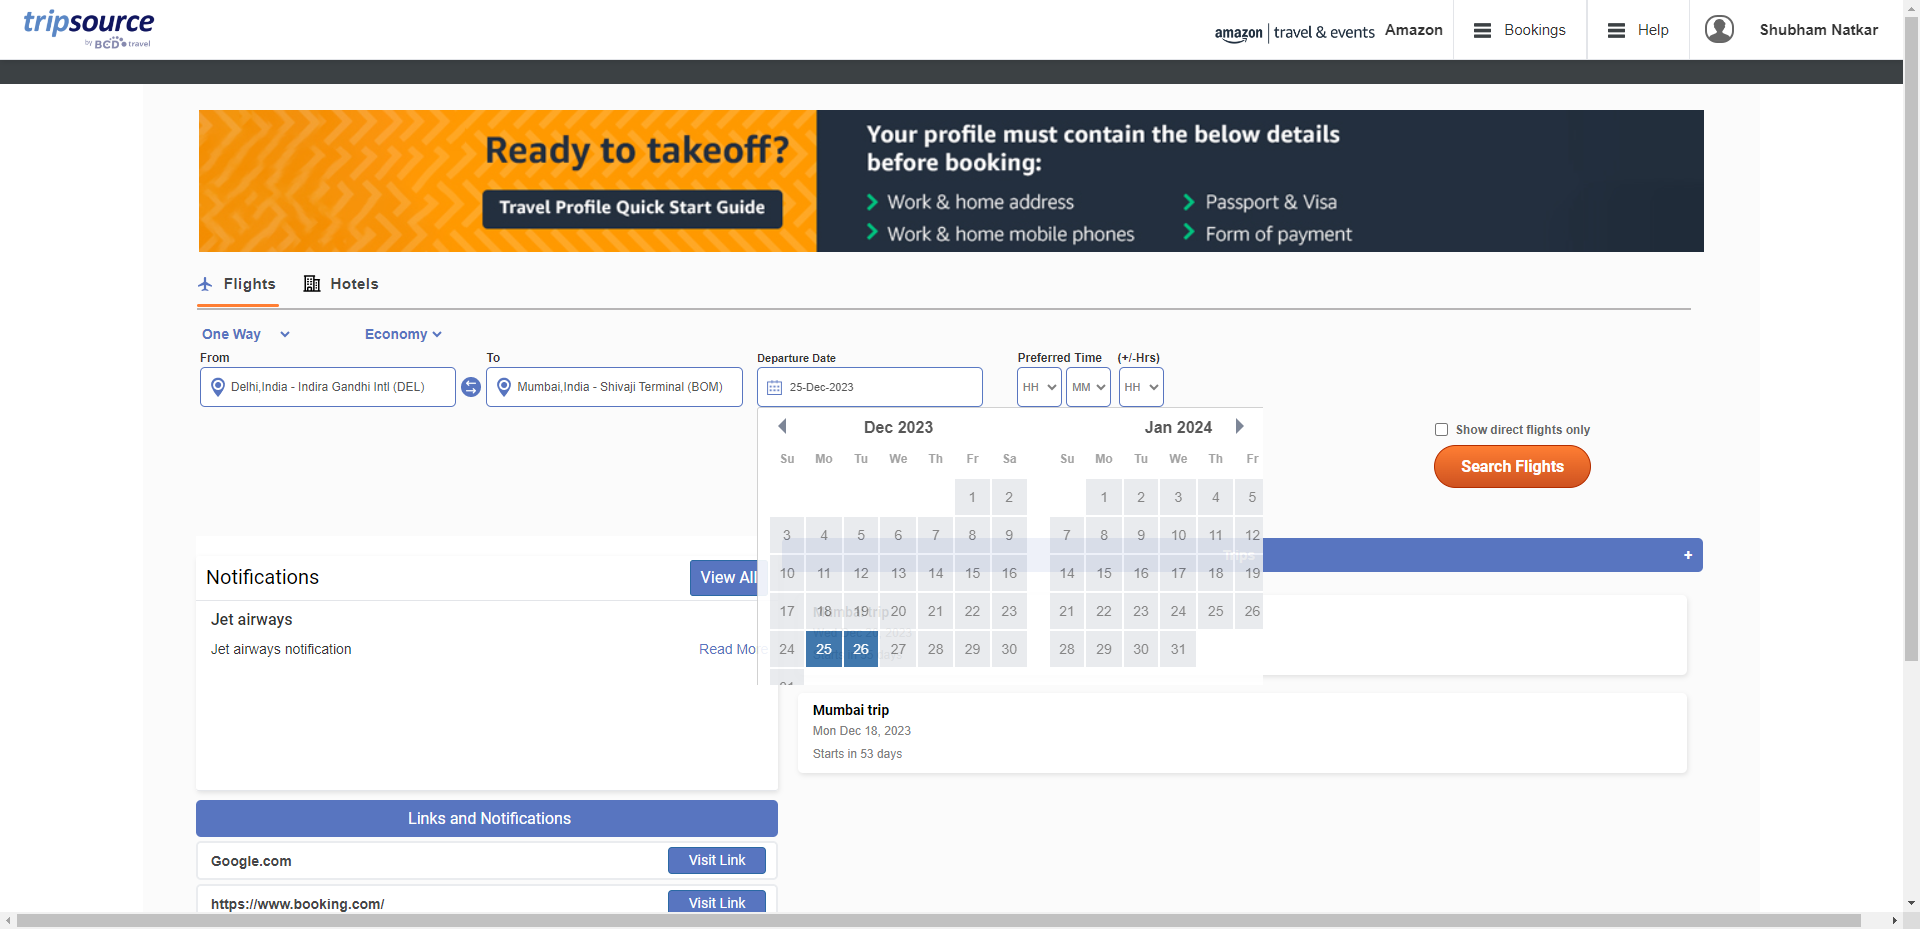 tripsource
by BCD travel
amazon | travel & events Amazon
Bookings
Help
Shubham Natkar
Ready to takeoff?
Travel Profile Quick Start Guide
Your profile must contain the below details
before booking:
Work & home address
Passport & Visa
Work & home mobile phones
Form of payment
Flights
Hotels
One Way
Economy
From
To
Departure Date
Preferred Time
(+/-Hrs)
Delhi,India - Indira Gandhi Intl (DEL)
Mumbai,India - Shivaji Terminal (BOM)
25-Dec-2023
HH
MM
HH
Dec 2023
Jan 2024
Su Mo Tu We Th Fr Sa
Su Mo Tu We Th Fr
1 2
1 2 3 4 5
3 4 5 6 7 8 9
7 8 9 10 11 12
10 11 12 13 14 15 16
14 15 16 17 18 19
17 18 19 20 21 22 23
21 22 23 24 25 26
24 25 26 27 28 29 30
28 29 30 31
31
Show direct flights only
Search Flights
Trips
+
Notifications
View All
Jet airways
Jet airways notification
Read Mo
Mumbai trip
Wed Dec 20, 2023
Mumbai trip
Mon Dec 18, 2023
Starts in 53 days
Links and Notifications
Google.com
Visit Link
https://www.booking.com/
Visit Link